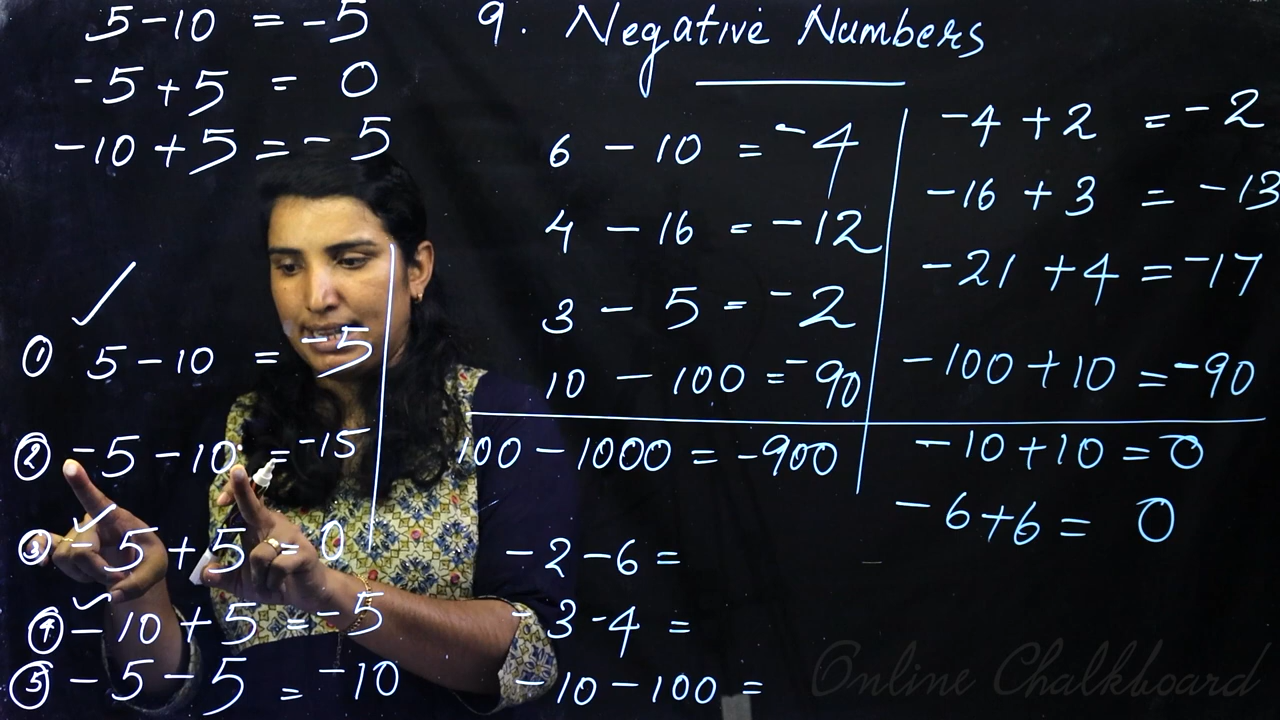 9. Negative Numbers
5-10 = -5
-5+5 = 0
-10+5 = -5
① 5-10 = -5
② -5-10 = -15
③ -5+5 = 0
④ -10+5 = -5
⑤ -5-5 = -10
6 - 10 = -4
4 - 16 = -12
3 - 5 = -2
10 - 100 = -90
100 - 1000 = -900
-2-6 =
-3-4 =
-10-100 =
-4+2 = -2
-16+3 = -13
-21+4 = -17
-100+10 = -90
-10+10 = 0
-6+6 = 0
Online Chalkboard